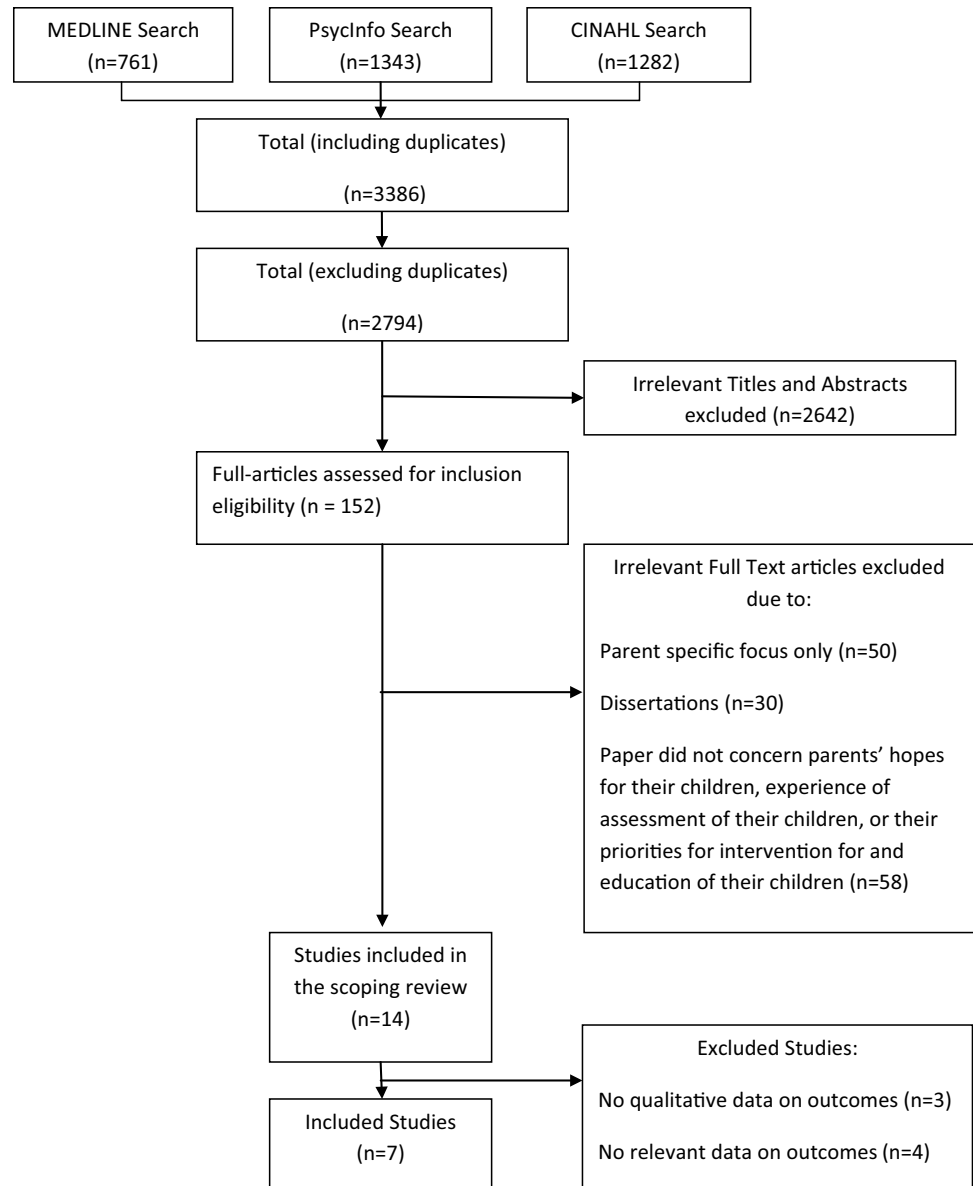 MEDLINE Search
(n=761)
PsycInfo Search
(n=1343)
CINAHL Search
(n=1282)
Total (including duplicates)
(n=3386)
Total (excluding duplicates)
(n=2794)
Irrelevant Titles and Abstracts
excluded (n=2642)
Full-articles assessed for inclusion
eligibility (n = 152)
Irrelevant Full Text articles excluded
due to:
Parent specific focus only (n=50)
Dissertations (n=30)
Paper did not concern parents’ hopes
for their children, experience of
assessment of their children, or their
priorities for intervention for and
education of their children (n=58)
Studies included in
the scoping review
(n=14)
Excluded Studies:
No qualitative data on outcomes (n=3)
No relevant data on outcomes (n=4)
Included Studies
(n=7)